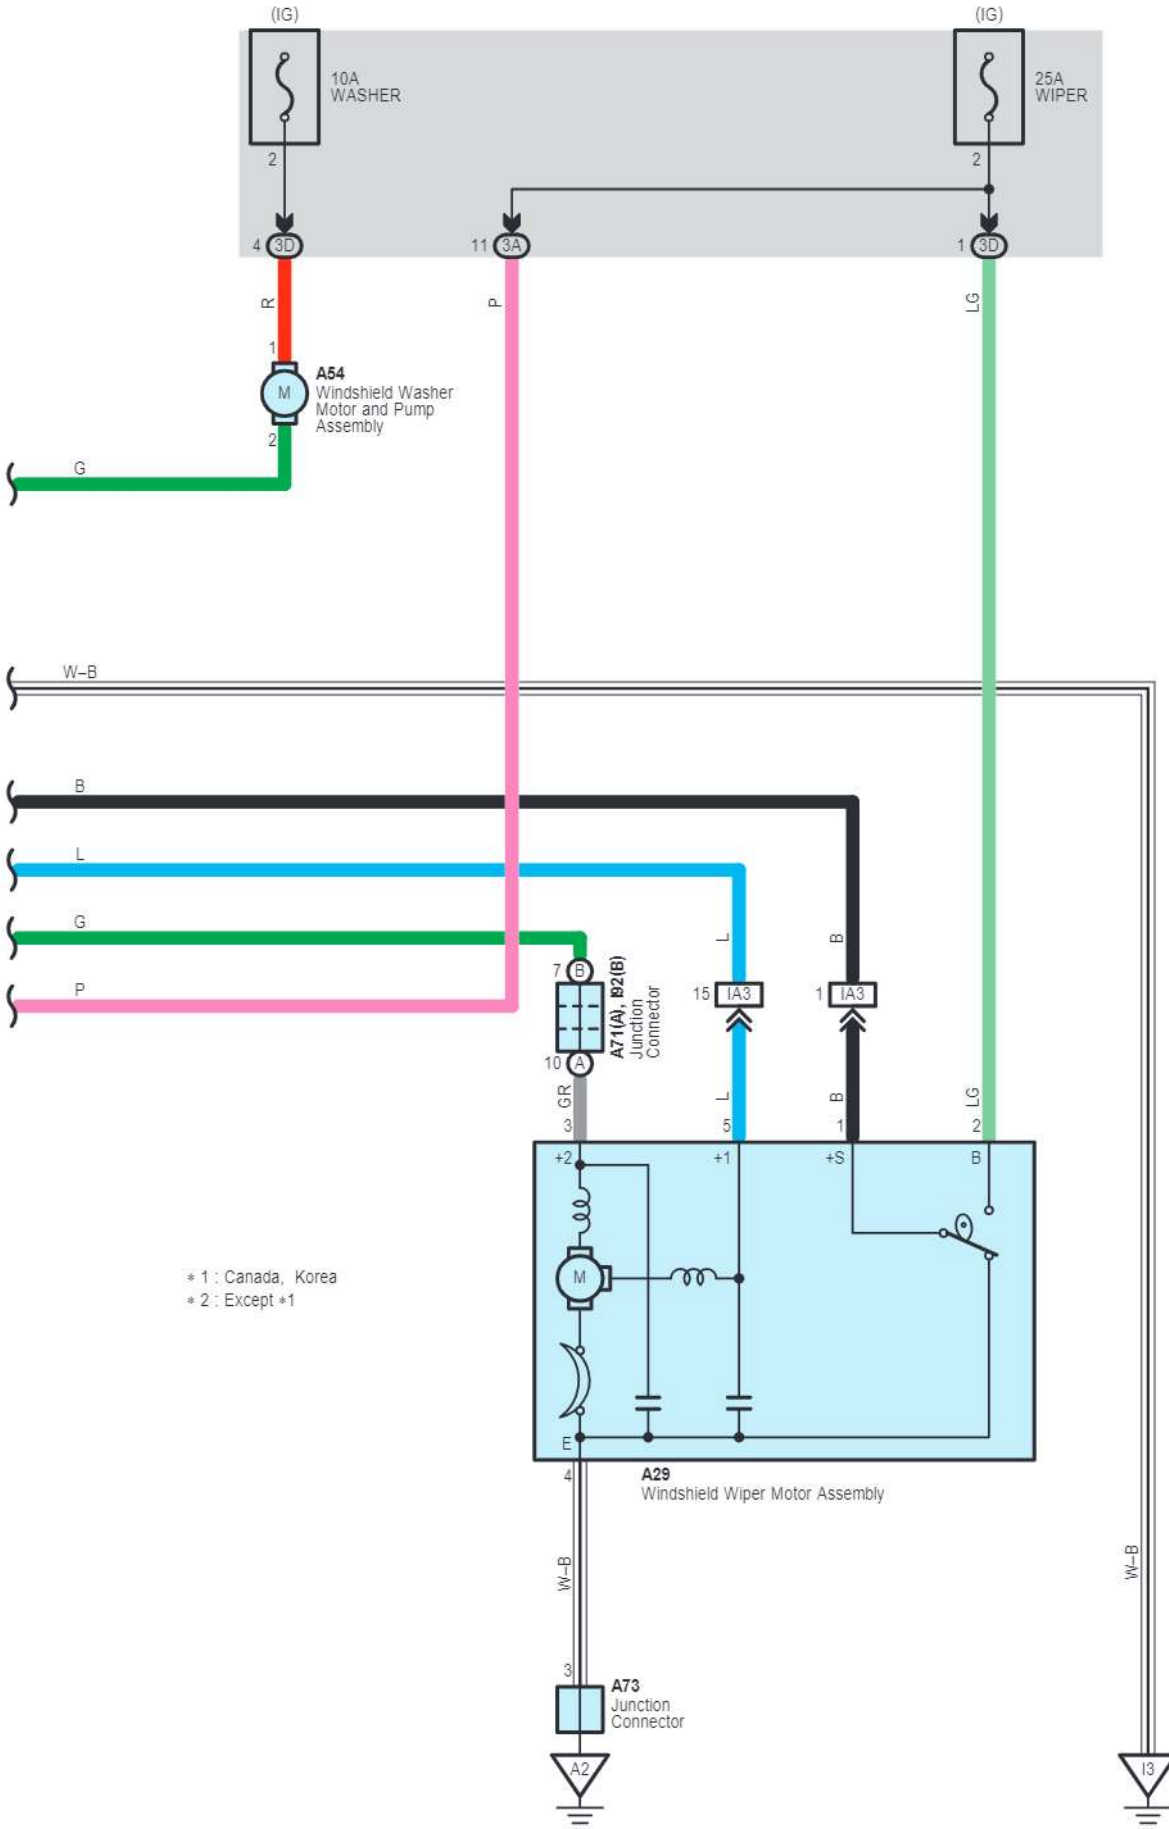 (IG)
(IG)
10A
WASHER
25A
WIPER
2
2
4 3D
11 3A
1 3D
R
P
LG
1
A54
Windshield Washer
Motor and Pump
Assembly
M
2
G
W–B
B
L
G
P
L
B
7 B
A71(A), I92(B)
Junction
Connector
15 IA3
1 IA3
10 A
GR
L
B
LG
3
5
1
2
+2
+1
+S
B
M
* 1 : Canada, Korea
* 2 : Except *1
E
4
A29
Windshield Wiper Motor Assembly
W–B
W–B
3
A73
Junction
Connector
A2
I3